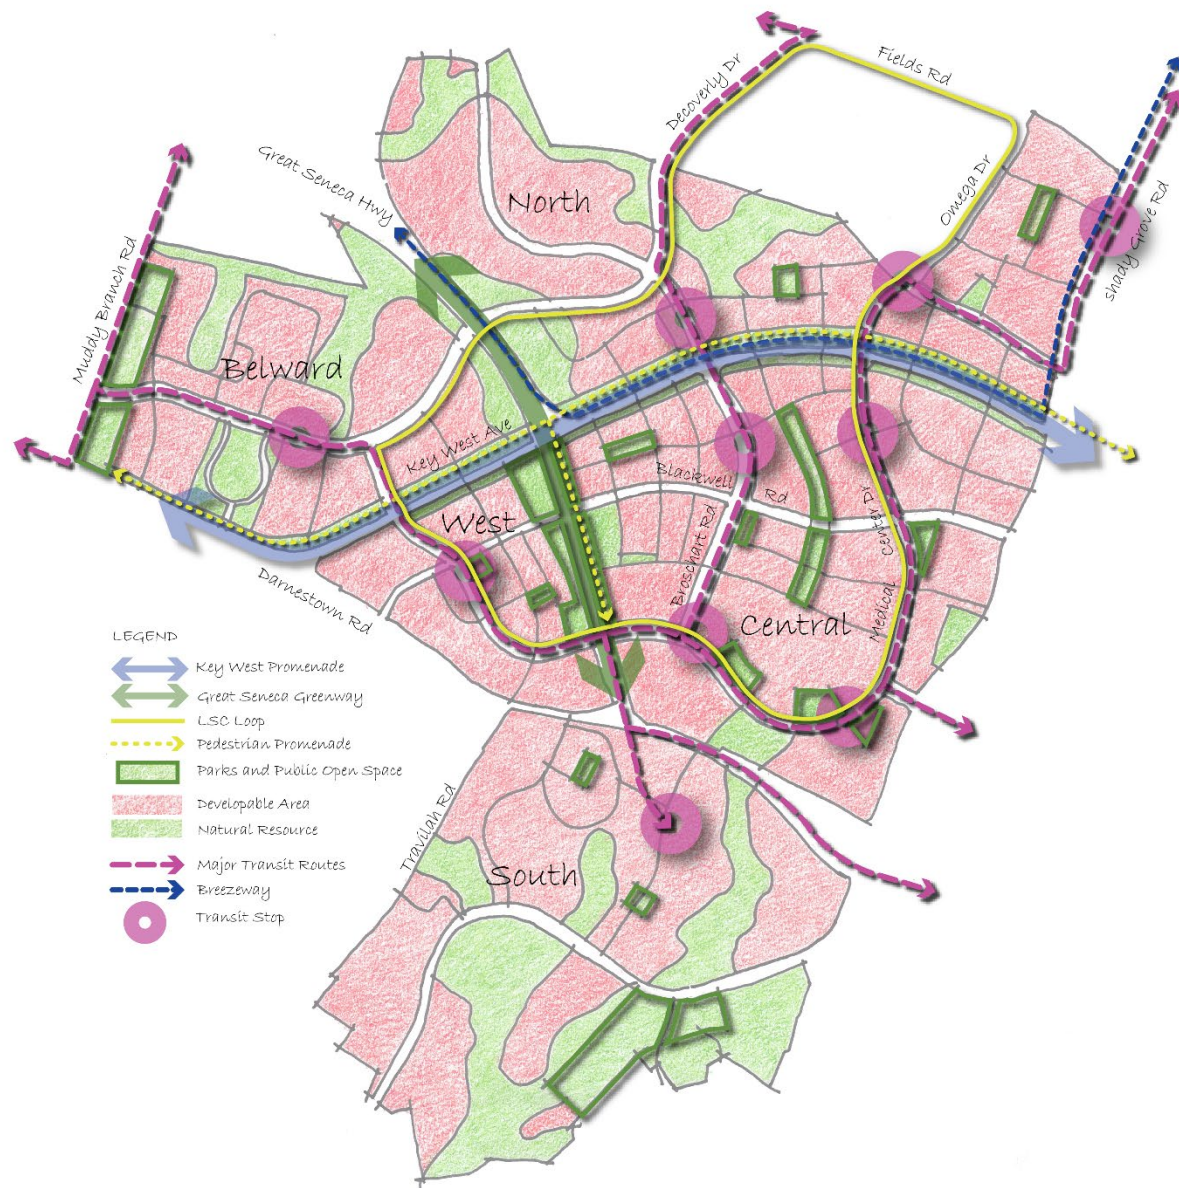 Decoverly Dr
Fields Rd
Great Seneca Hwy
North
Omega Dr
Shady Grove Rd
Muddy Branch Rd
Belward
Key West Ave
Blackwell
Rd
West
Broschart Rd
Medical
Center Dr
Darnestown Rd
Central
LEGEND
Key West Promenade
Great Seneca Greenway
LSC Loop
Pedestrian Promenade
Parks and Public Open Space
Developable Area
Natural Resource
Major Transit Routes
Breezeway
Transit Stop
Travilah Rd
South